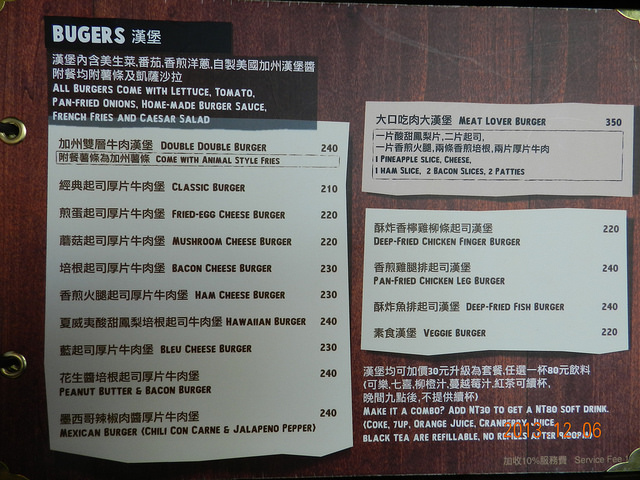 BUGERS 漢堡
漢堡內含美生菜,番茄,香煎洋蔥,自製美國加州漢堡醬
附餐均附薯條及凱薩沙拉
ALL BURGERS COME WITH LETTUCE, TOMATO,
PAN-FRIED ONIONS, HOME-MADE BURGER SAUCE,
FRENCH FRIES AND CAESAR SALAD
加州雙層牛肉漢堡 DOUBLE DOUBLE BURGER 240
附餐薯條為加州薯條 COME WITH ANIMAL STYLE FRIES
經典起司厚片牛肉堡 CLASSIC BURGER 210
煎蛋起司厚片牛肉堡 FRIED-EGG CHEESE BURGER 220
蘑菇起司厚片牛肉堡 MUSHROOM CHEESE BURGER 220
培根起司厚片牛肉堡 BACON CHEESE BURGER 230
香煎火腿起司厚片牛肉堡 HAM CHEESE BURGER 230
夏威夷酸甜鳳梨培根起司牛肉堡 HAWAIIAN BURGER 240
藍起司厚片牛肉堡 BLEU CHEESE BURGER 230
花生醬培根起司厚片牛肉堡 240
PEANUT BUTTER & BACON BURGER
墨西哥辣椒肉醬厚片牛肉堡 240
MEXICAN BURGER (CHILI CON CARNE & JALAPENO PEPPER)
大口吃肉大漢堡 MEAT LOVER BURGER 350
一片酸甜鳳梨片,二片起司,
一片香煎火腿,兩條香煎培根,兩片厚片牛肉
1 PINEAPPLE SLICE, CHEESE,
1 HAM SLICE, 2 BACON SLICES, 2 PATTIES
酥炸香檸雞柳條起司漢堡 220
DEEP-FRIED CHICKEN FINGER BURGER
香煎雞腿排起司漢堡 240
PAN-FRIED CHICKEN LEG BURGER
酥炸魚排起司漢堡 DEEP-FRIED FISH BURGER 240
素食漢堡 VEGGIE BURGER 220
漢堡均可加價30元升級為套餐,任選一杯80元飲料
(可樂,七喜,柳橙汁,蔓越莓汁,紅茶可續杯,
晚間九點後,不提供續杯)
MAKE IT A COMBO? ADD NT30 TO GET A NT80 SOFT DRINK.
(COKE, 7UP, ORANGE JUICE, CRANBERRY JUICE,
BLACK TEA ARE REFILLABLE, NO REFILLS AFTER 9:00PM)
2013.12.06
加收10%服務費 Service Fee